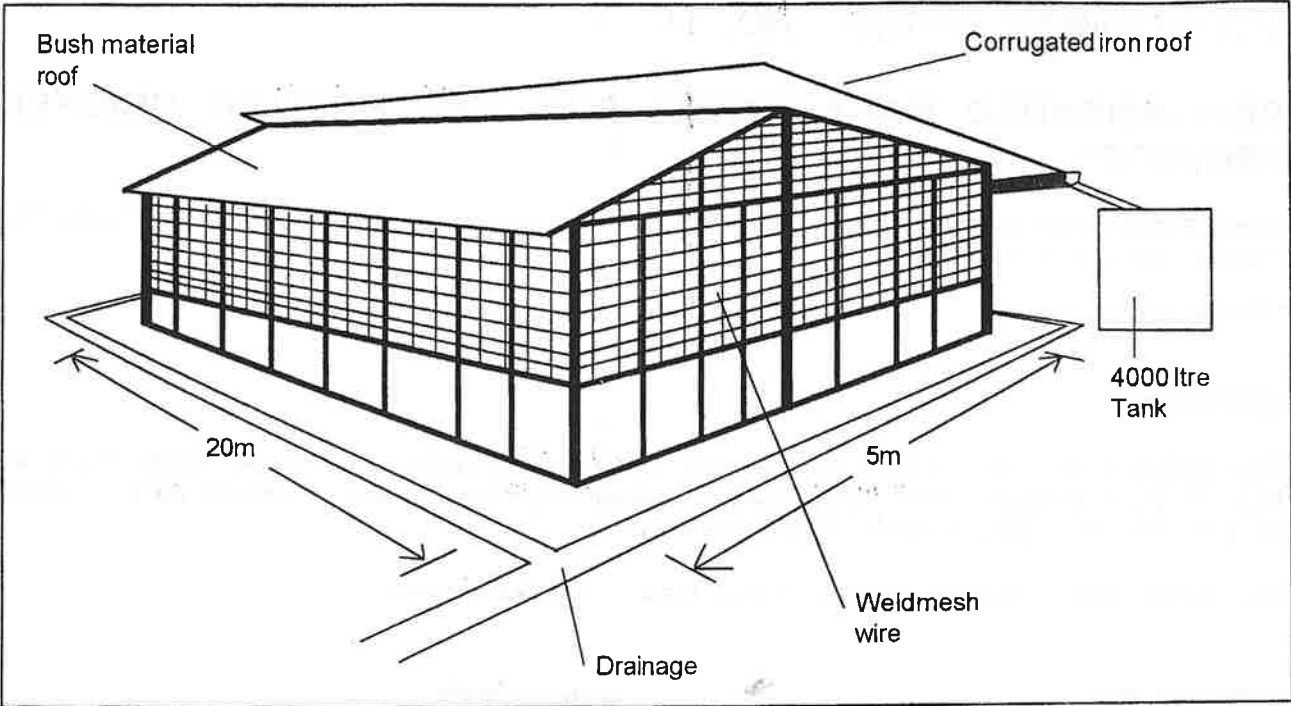 Bush material
roof
Corrugated iron roof
4000 ltre
Tank
20m
5m
Weldmesh
wire
Drainage